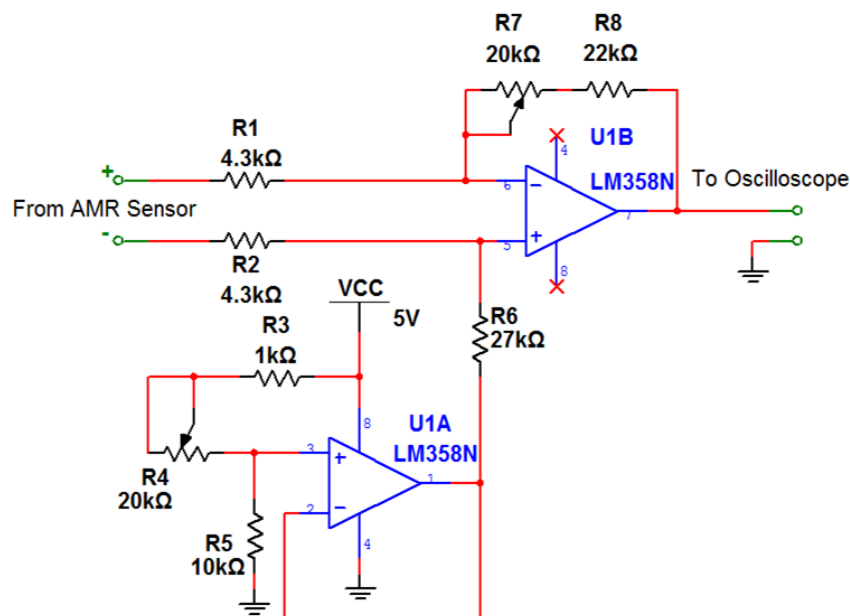 R7
20kΩ
R8
22kΩ
R1
4.3kΩ
U1B
4
LM358N
+
6
−
7
To Oscilloscope
From AMR Sensor
-
5
+
R2
4.3kΩ
8
VCC
5V
R3
1kΩ
R6
27kΩ
U1A
8
LM358N
3
+
1
R4
20kΩ
2
−
R5
10kΩ
4